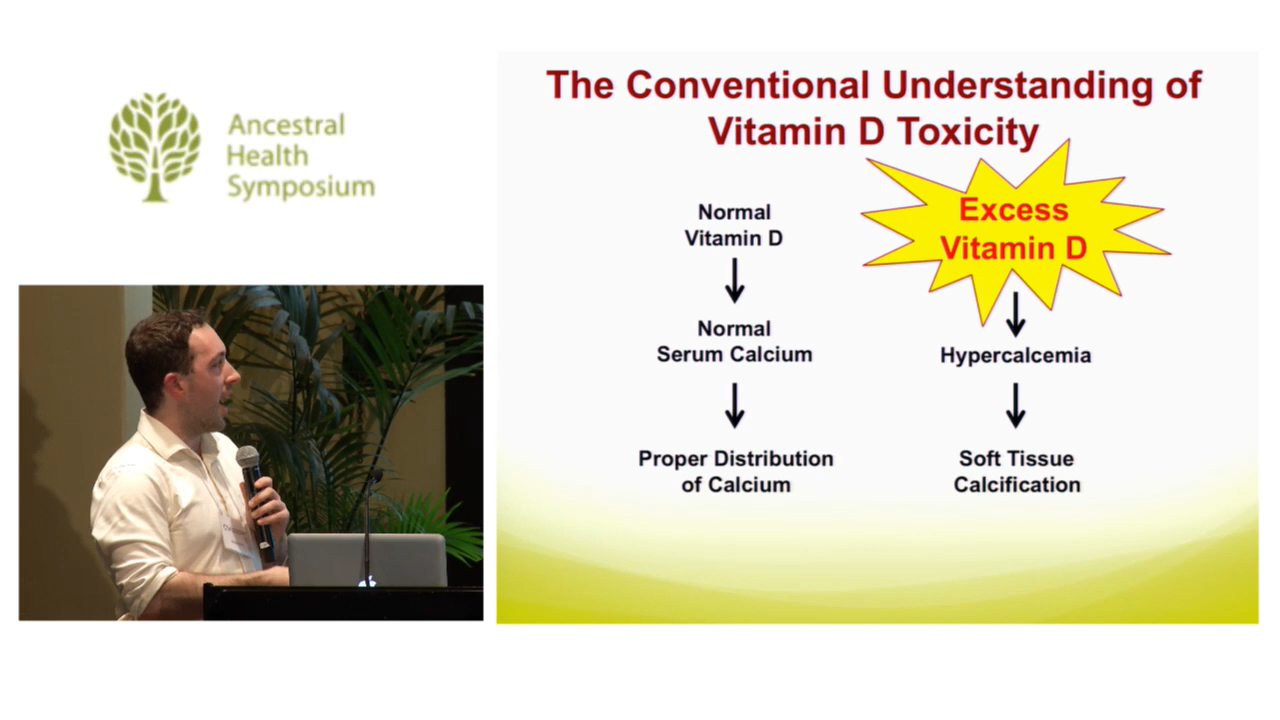 Ancestral
Health
Symposium
The Conventional Understanding of
Vitamin D Toxicity
Normal
Vitamin D
Normal
Serum Calcium
Proper Distribution
of Calcium
Excess
Vitamin D
Hypercalcemia
Soft Tissue
Calcification